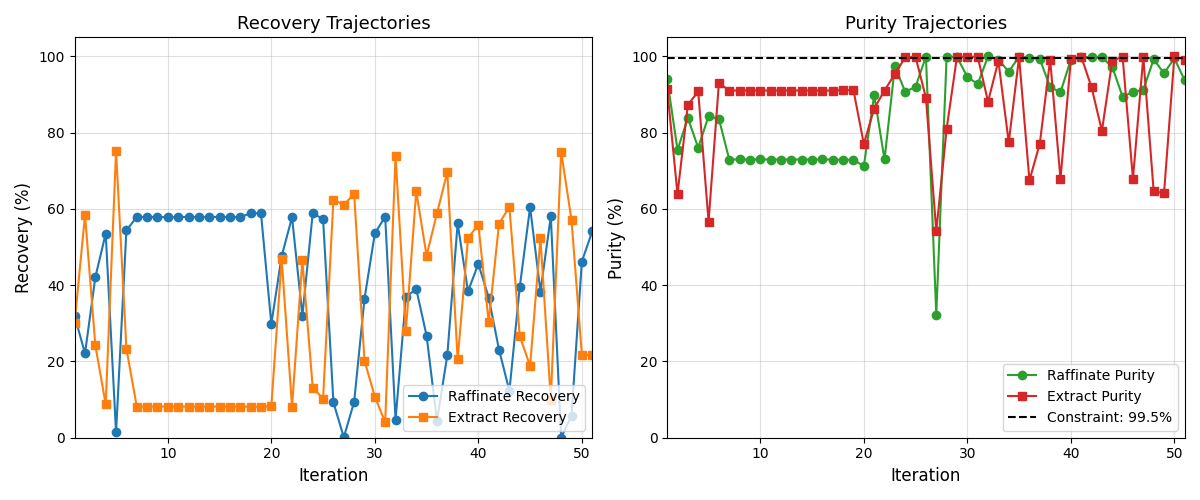 Recovery Trajectories
Recovery (%)
100
80
60
40
20
0
10
20
30
40
50
Iteration
Raffinate Recovery
Extract Recovery
Purity Trajectories
Purity (%)
100
80
60
40
20
0
10
20
30
40
50
Iteration
Raffinate Purity
Extract Purity
Constraint: 99.5%